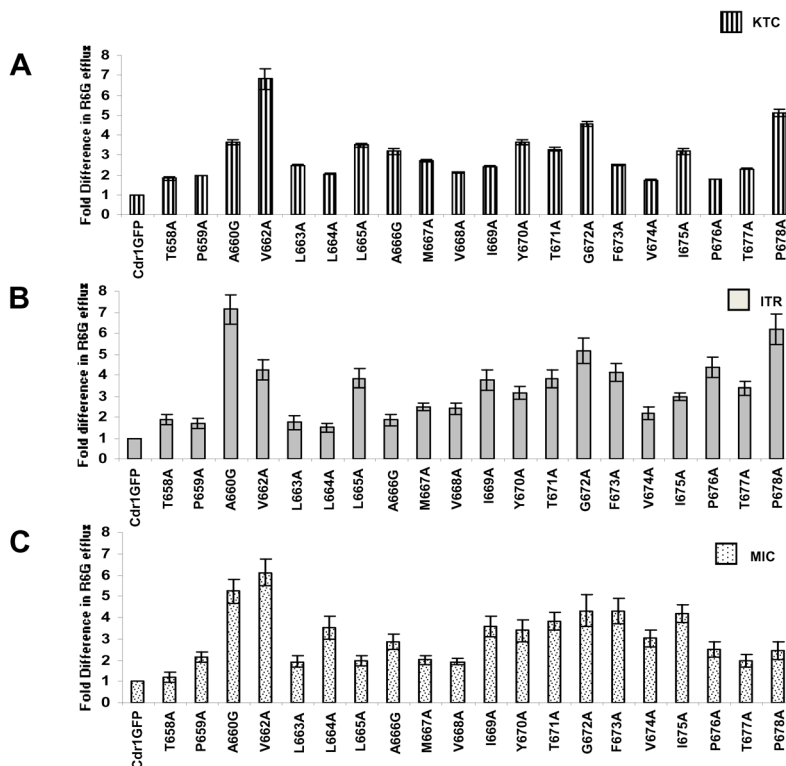 KTC
A
Fold Difference in R6G efflux
8
7
6
5
4
3
2
1
0
Cdr1GFP
T658A
P659A
A660G
V662A
L663A
L664A
L665A
A666G
M667A
V668A
I669A
Y670A
T671A
G672A
F673A
V674A
I675A
P676A
T677A
P678A
B
ITR
Fold difference in R6G efflux
8
7
6
5
4
3
2
1
0
Cdr1GFP
T658A
P659A
A660G
V662A
L663A
L664A
L665A
A666G
M667A
V668A
I669A
Y670A
T671A
G672A
F673A
V674A
I675A
P676A
T677A
P678A
C
MIC
Fold Difference in R6G efflux
8
7
6
5
4
3
2
1
0
Cdr1GFP
T658A
P659A
A660G
V662A
L663A
L664A
L665A
A666G
M667A
V668A
I669A
Y670A
T671A
G672A
F673A
V674A
I675A
P676A
T677A
P678A